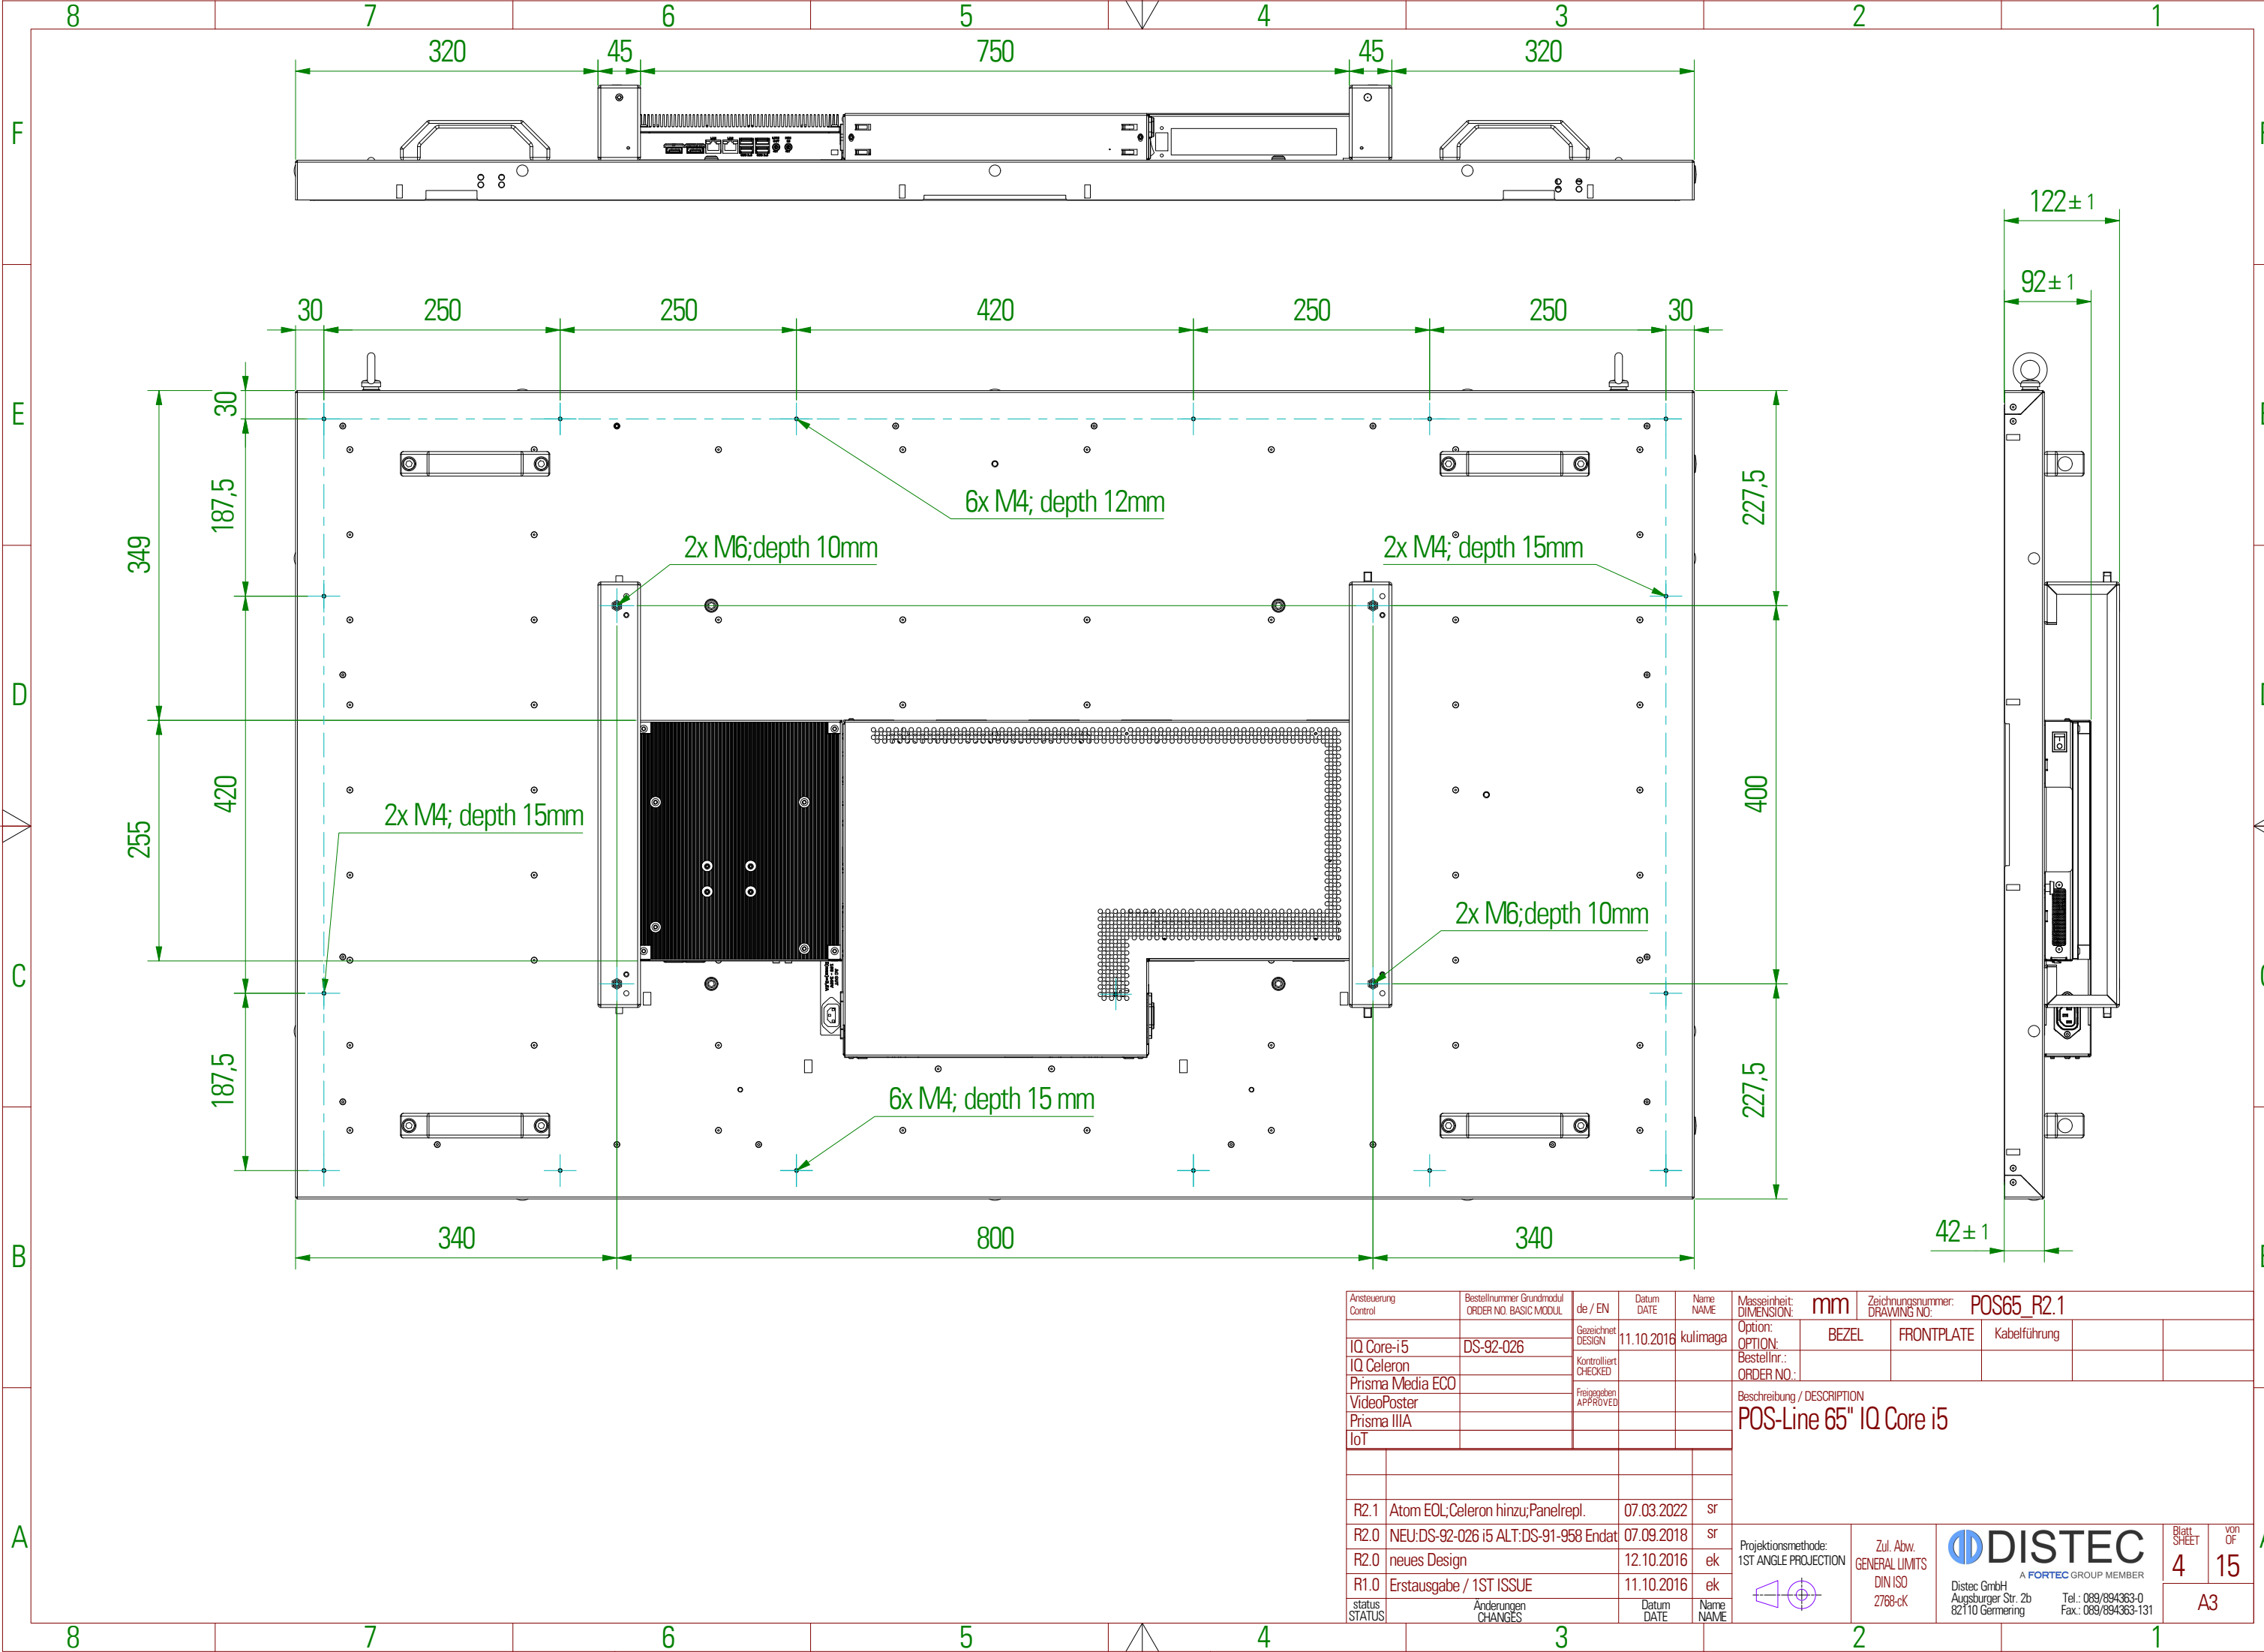 8 7 6 5 4 3 2 1
320 45 750 45 320
F
122± 1
92± 1
30 250 250 420 250 250 30
E
30
187,5
349
227,5
6x M4; depth 12mm
2x M6;depth 10mm
2x M4; depth 15mm
D
420
255
400
2x M4; depth 15mm
2x M6;depth 10mm
C
187,5
227,5
6x M4; depth 15 mm
42± 1
340 800 340
B
Ansteuerung
Control
Bestellnummer Grundmodul
ORDER NO. BASIC MODUL
de / EN
Datum
DATE
Name
NAME
Masseinheit:
DIMENSION:
mm
Zeichnungsnummer:
DRAWING NO:
POS65_R2.1
IQ Core-i5 DS-92-026
Gezeichnet
DESIGN
11.10.2016 kulimaga
Option:
OPTION:
BEZEL FRONTPLATE Kabelführung
IQ Celeron
Kontrolliert
CHECKED
Bestellnr.:
ORDER NO.:
Prisma Media ECO
VideoPoster
Freigegeben
APPROVED
Prisma IIIA
IoT
Beschreibung / DESCRIPTION
POS-Line 65" IQ Core i5
A
R2.1 Atom EOL;Celeron hinzu;Panelrepl. 07.03.2022 sr
R2.0 NEU:DS-92-026 i5 ALT:DS-91-958 Endat 07.09.2018 sr
R2.0 neues Design 12.10.2016 ek
R1.0 Erstausgabe / 1ST ISSUE 11.10.2016 ek
status
STATUS
Änderungen
CHANGES
Datum
DATE
Name
NAME
Projektionsmethode:
1ST ANGLE PROJECTION
Zul. Abw.
GENERAL LIMITS
DIN ISO
2768-cK
DISTEC
A FORTEC GROUP MEMBER
Distec GmbH
Augsburger Str. 2b Tel.: 089/894363-0
82110 Germering Fax.: 089/894363-131
Blatt
SHEET
4
von
OF
15
A3
8 7 6 5 4 3 2 1